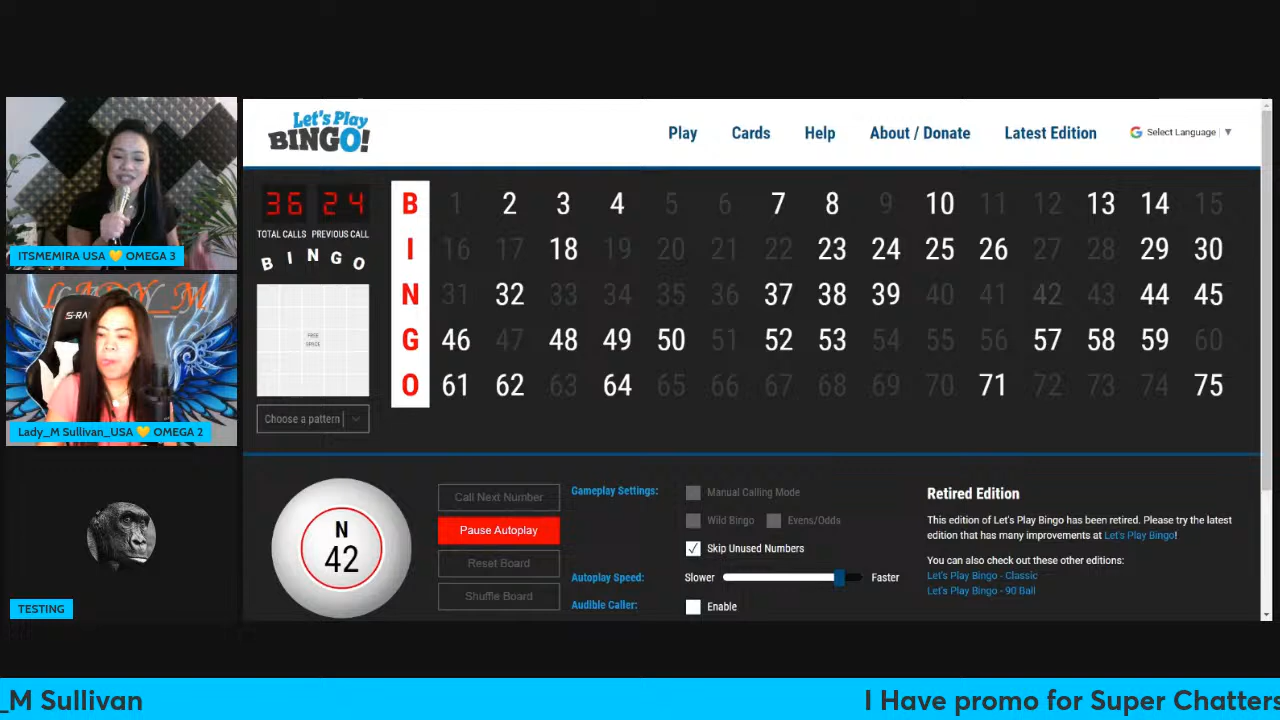 ITSMEMIRA USA 💛 OMEGA 3
LADY_M
S-RA
Lady_M Sullivan_USA 💛 OMEGA 2
TESTING
Let's Play
BINGO!
Play Cards Help About / Donate Latest Edition Select Language ▼
36 24
TOTAL CALLS PREVIOUS CALL
B I N G O
FREE
SPACE
Choose a pattern
B 1 2 3 4 5 6 7 8 9 10 11 12 13 14 15
I 16 17 18 19 20 21 22 23 24 25 26 27 28 29 30
N 31 32 33 34 35 36 37 38 39 40 41 42 43 44 45
G 46 47 48 49 50 51 52 53 54 55 56 57 58 59 60
O 61 62 63 64 65 66 67 68 69 70 71 72 73 74 75
N
42
Call Next Number
Pause Autoplay
Reset Board
Shuffle Board
Gameplay Settings:
Manual Calling Mode
Wild Bingo Evens/Odds
Skip Unused Numbers
Autoplay Speed: Slower Faster
Audible Caller: Enable
Retired Edition
This edition of Let's Play Bingo has been retired. Please try the latest
edition that has many improvements at Let's Play Bingo!
You can also check out these other editions:
Let's Play Bingo - Classic
Let's Play Bingo - 90 Ball
_M Sullivan I Have promo for Super Chatters